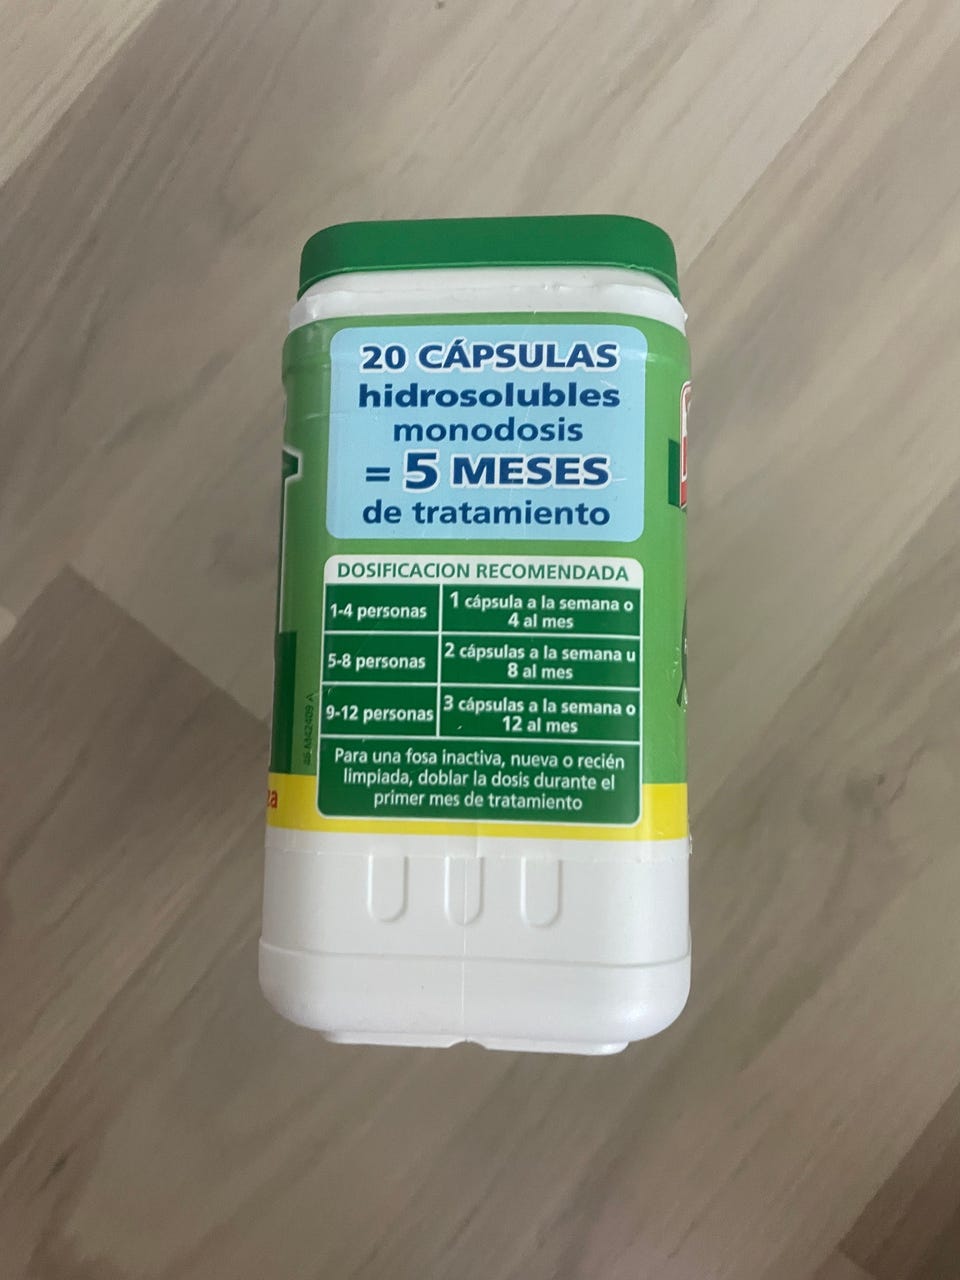 20 CÁPSULAS
hidrosolubles
monodosis
= 5 MESES
de tratamiento
DOSIFICACION RECOMENDADA
1-4 personas
1 cápsula a la semana o
4 al mes
5-8 personas
2 cápsulas a la semana u
8 al mes
9-12 personas
3 cápsulas a la semana o
12 al mes
Para una fosa inactiva, nueva o recién
limpiada, doblar la dosis durante el
primer mes de tratamiento
za